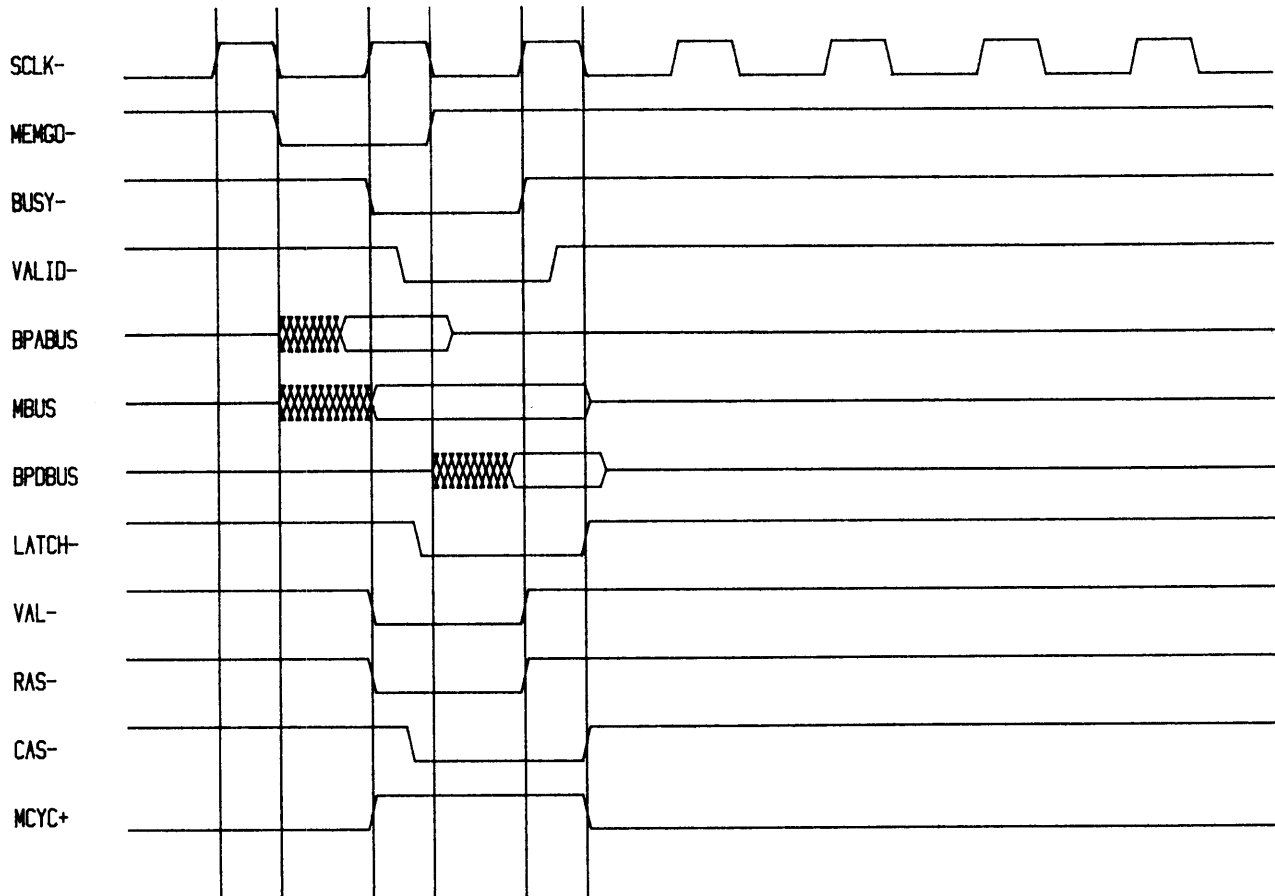 SCLK-
MEMGO-
BUSY-
VALID-
BPABUS
MBUS
BPDBUS
LATCH-
VAL-
RAS-
CAS-
MCYC+